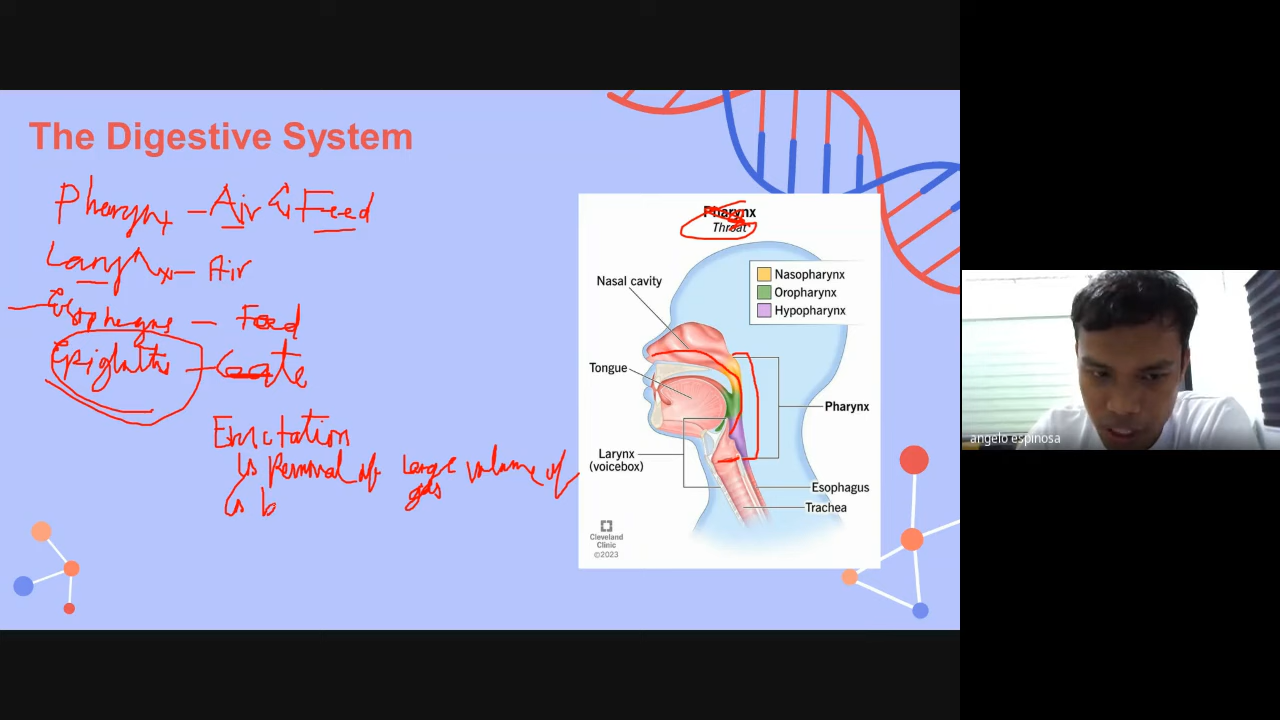 The Digestive System
Pharynx - Air & Feed
Larynx - Air
Esophagus - Feed
Epiglottis - Gate
Eructation
↳ Removal of large volume of
gas
↳ b
Pharynx
Throat
Nasal cavity
Nasopharynx
Oropharynx
Hypopharynx
Tongue
Pharynx
Larynx
(voicebox)
Esophagus
Trachea
Cleveland
Clinic
©2023
angelo espinosa